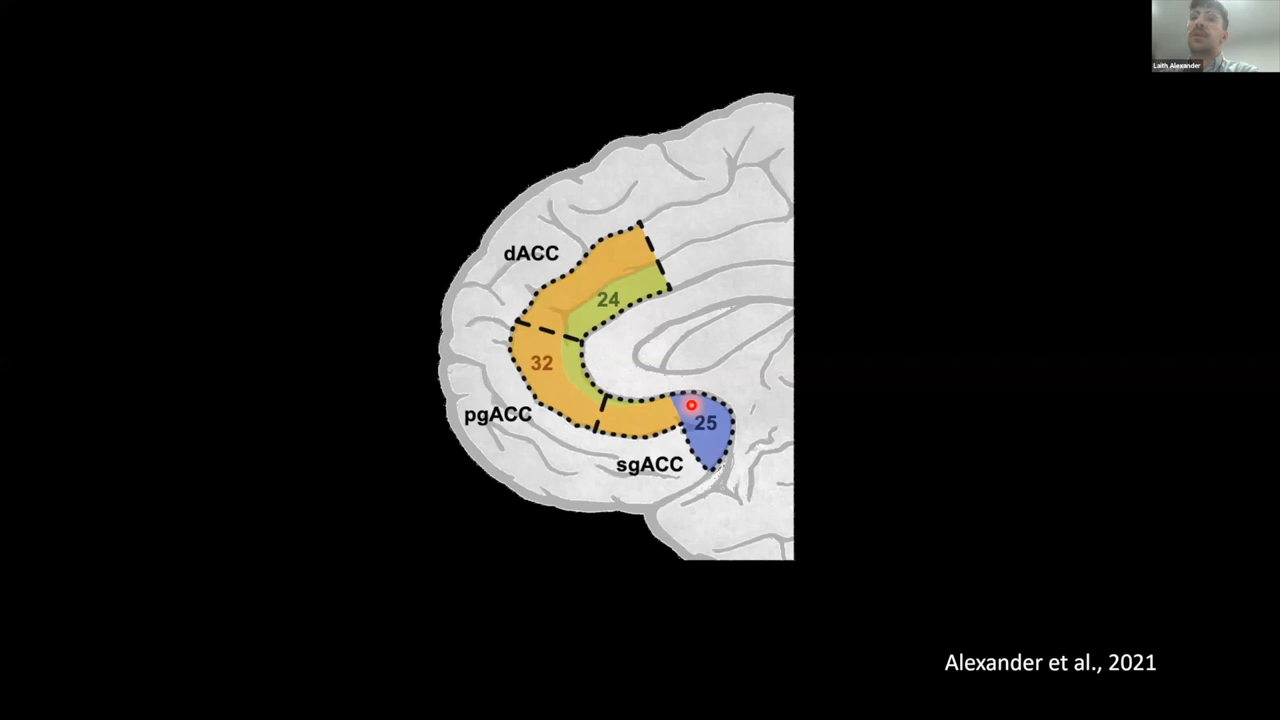 Laith Alexander
dACC
24
32
pgACC
25
sgACC
Alexander et al., 2021